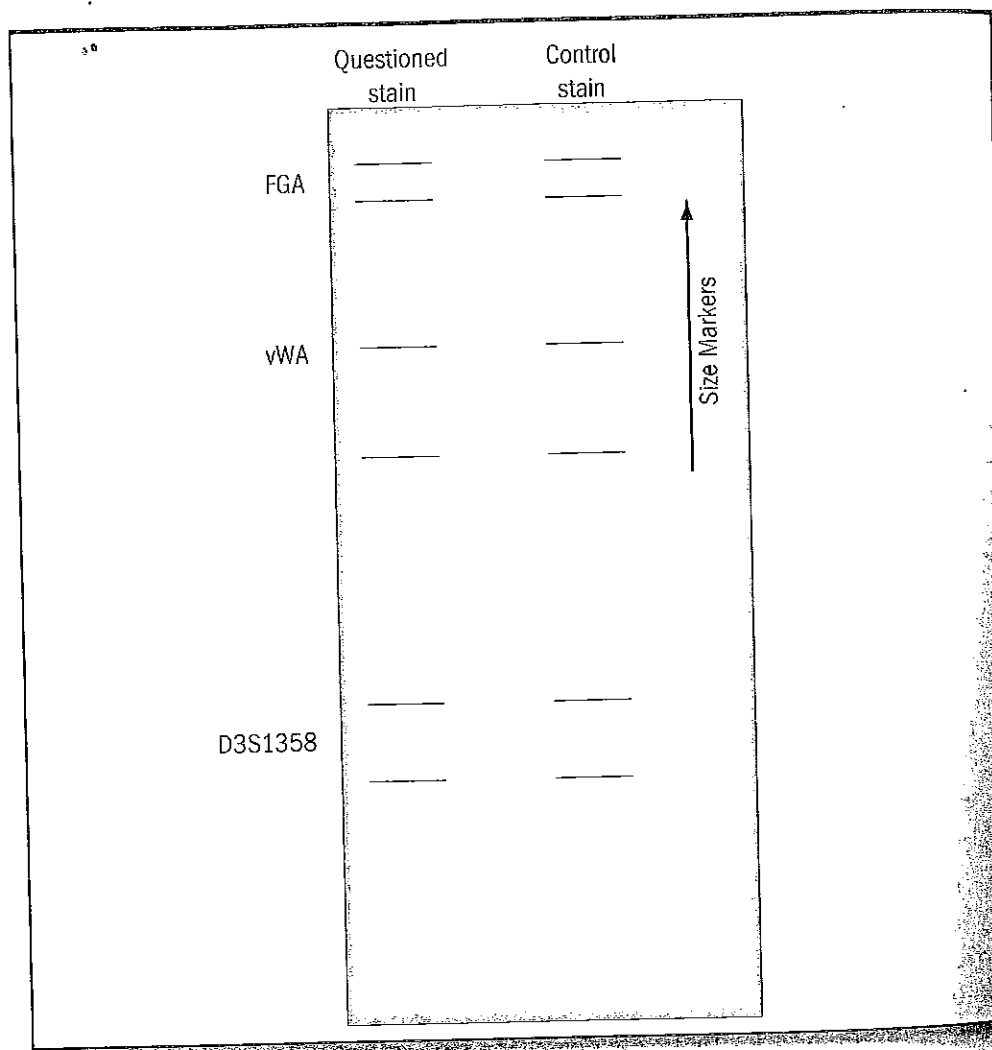 Questioned
stain
Control
stain
FGA
vWA
Size Markers
D3S1358